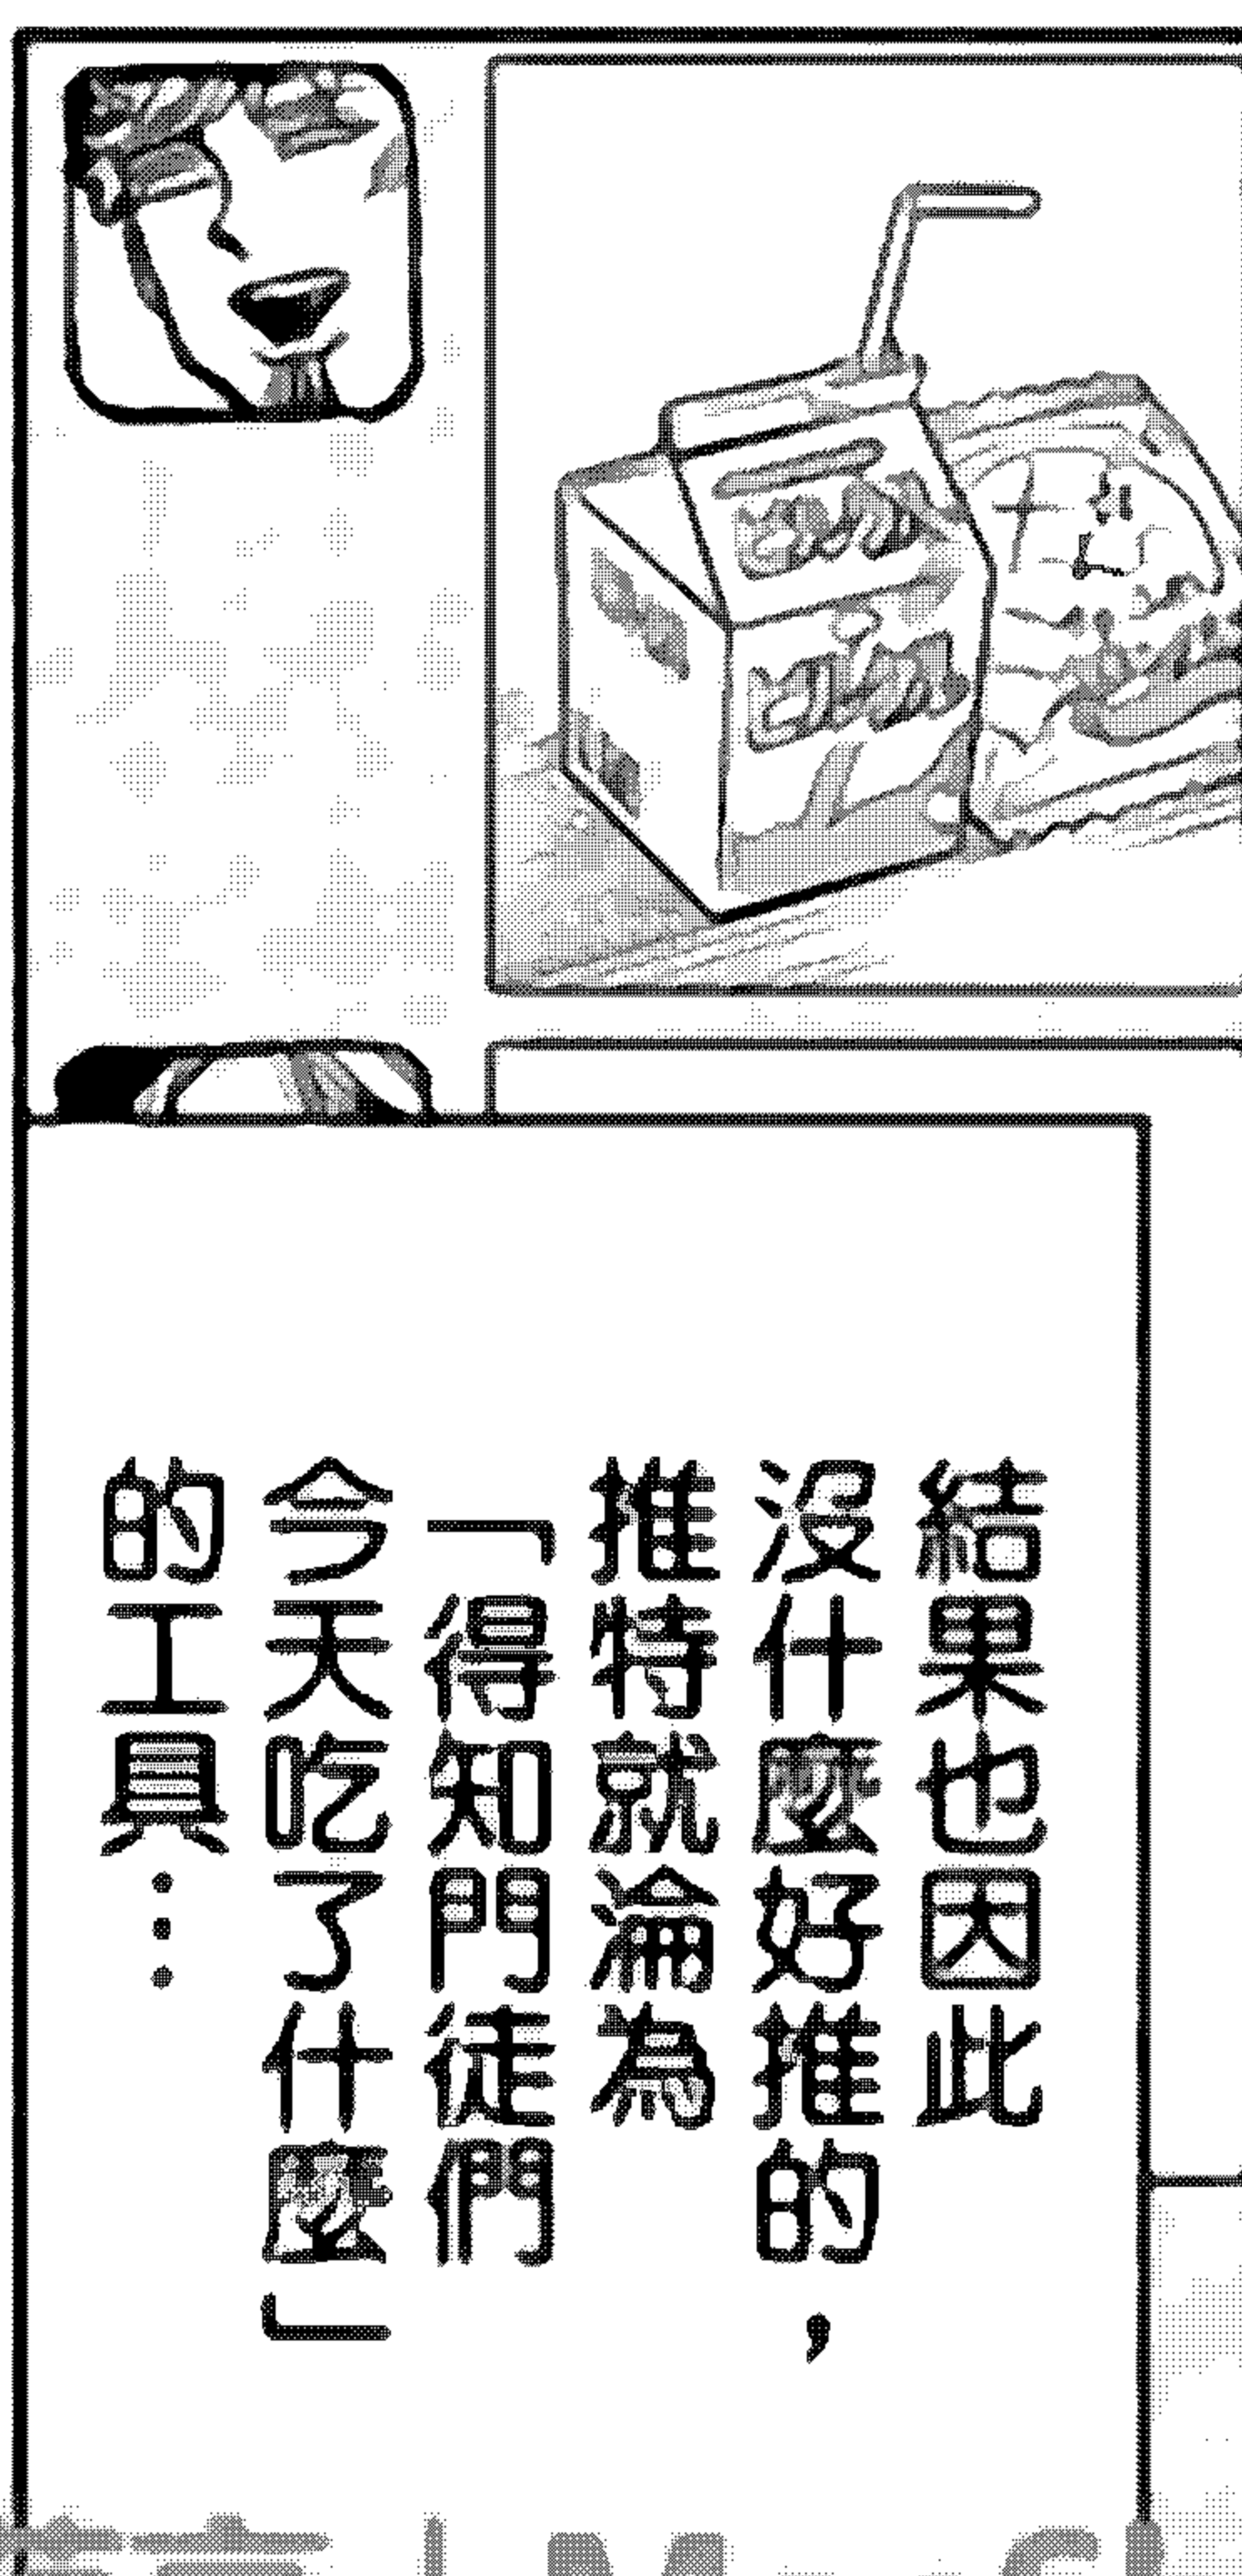 結果也因此
沒什麼好推的，
推特就淪為
「得知門徒們
今天吃了什麼」
的工具…